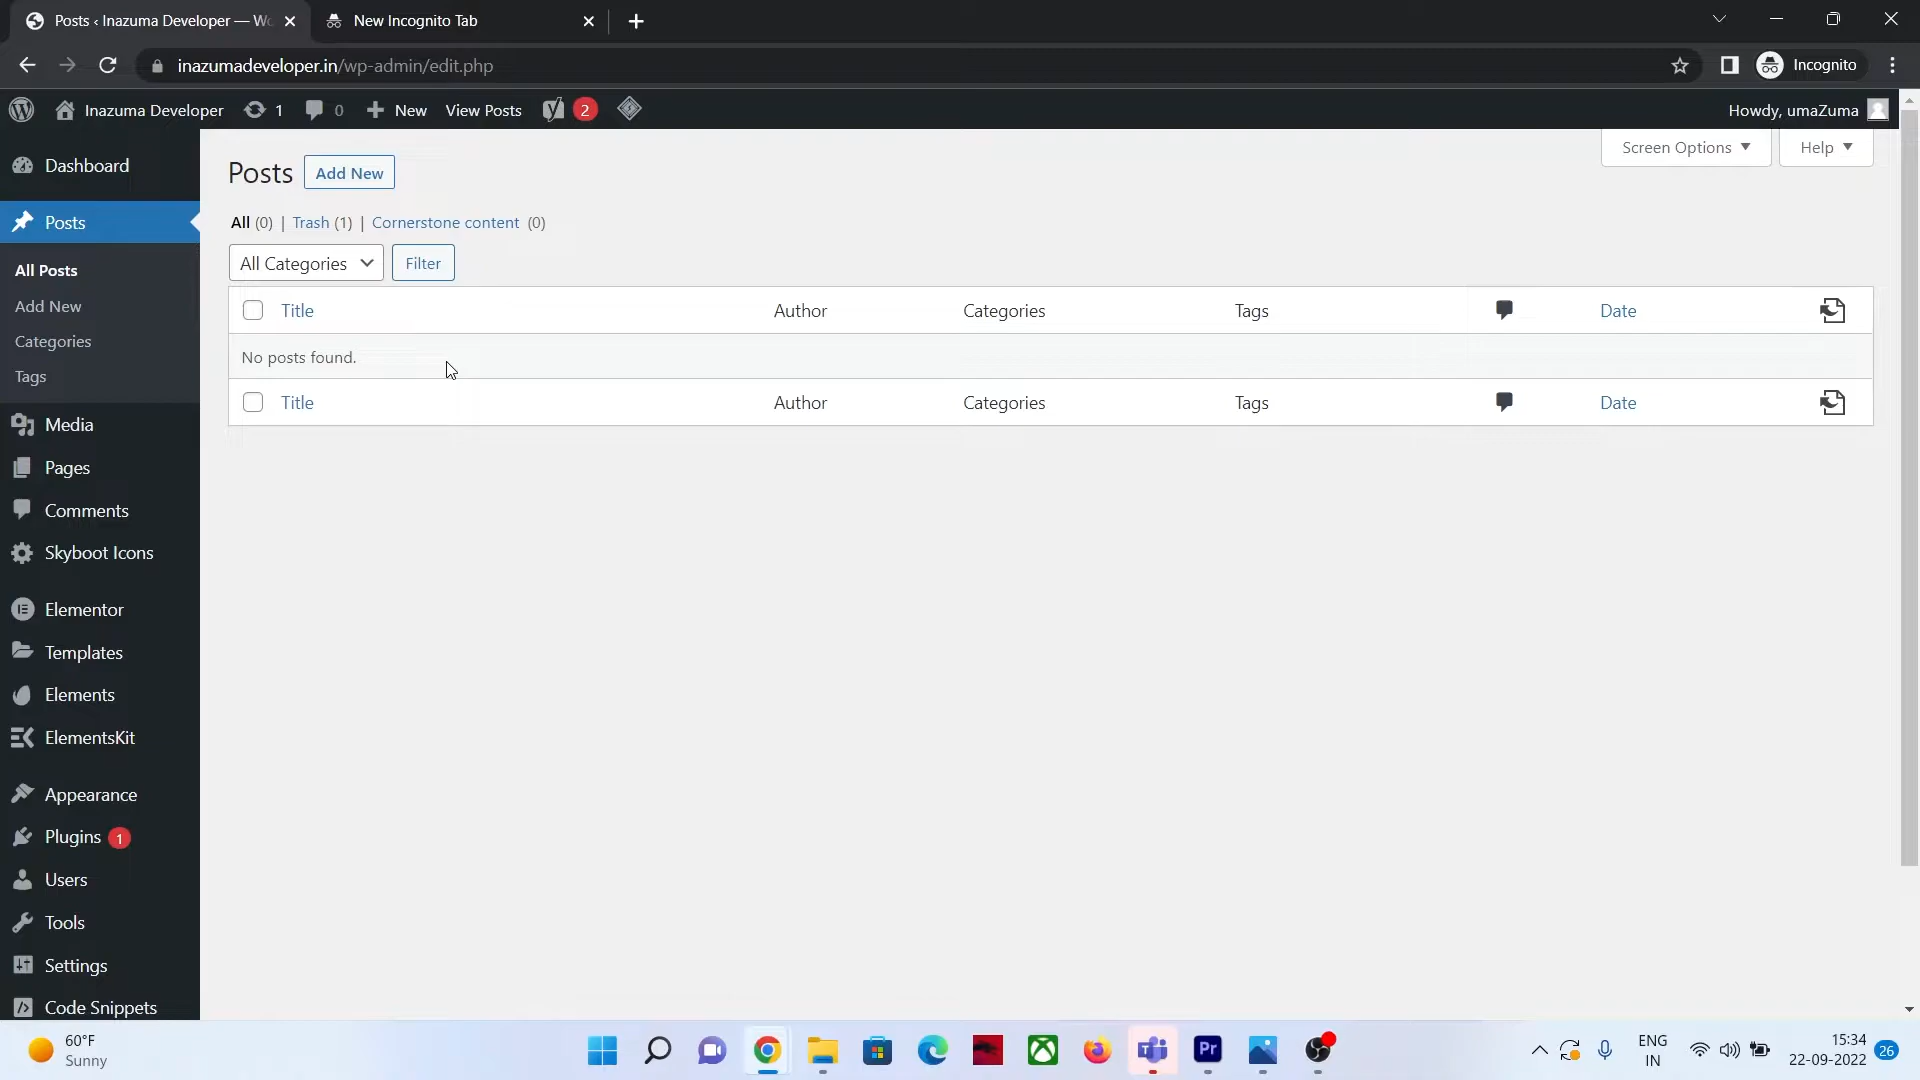 Posts ‹ Inazuma Developer — Wo
New Incognito Tab
inazumadeveloper.in/wp-admin/edit.php
Incognito
Inazuma Developer
1
0
New
View Posts
2
Howdy, umaZuma
Dashboard
Posts
All Posts
Add New
Categories
Tags
Media
Pages
Comments
Skyboot Icons
Elementor
Templates
Elements
ElementsKit
Appearance
Plugins 1
Users
Tools
Settings
Code Snippets
Screen Options
Help
Posts
Add New
All (0) | Trash (1) | Cornerstone content (0)
All Categories
Filter
Title Author Categories Tags Date
No posts found.
Title Author Categories Tags Date
60°F
Sunny
Pr
ENG
IN
15:34
22-09-2022
26